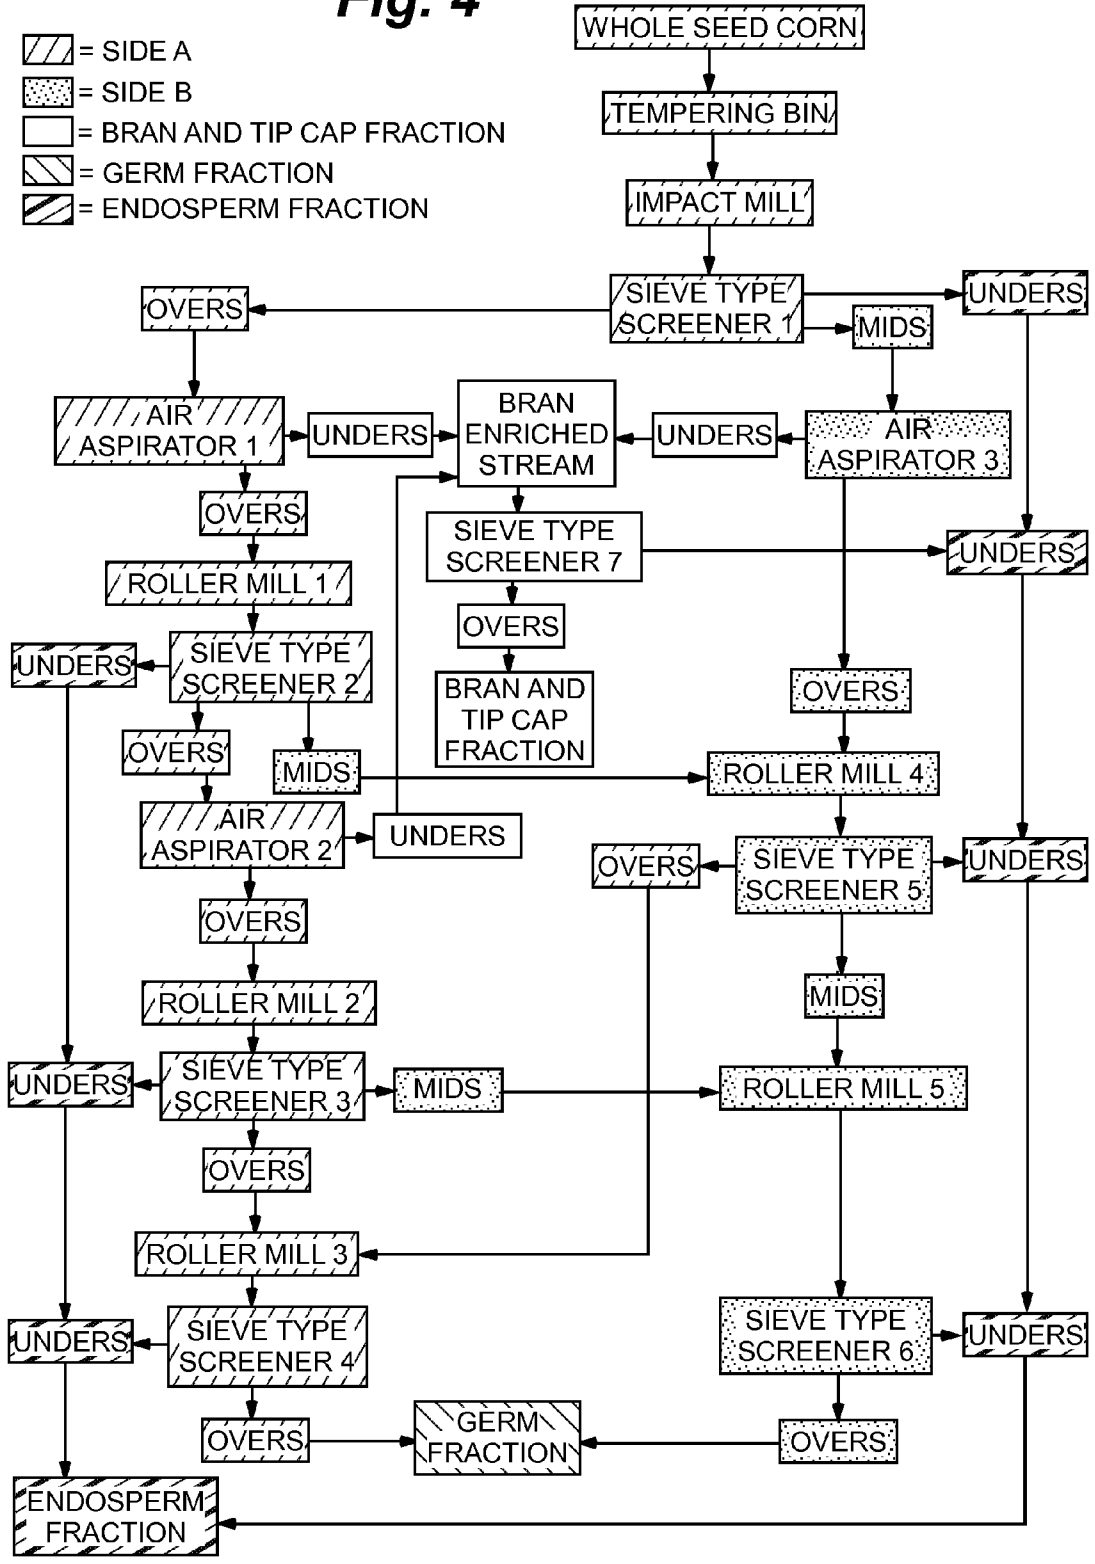 Fig. 4
= SIDE A
= SIDE B
= BRAN AND TIP CAP FRACTION
= GERM FRACTION
= ENDOSPERM FRACTION
WHOLE SEED CORN
TEMPERING BIN
IMPACT MILL
SIEVE TYPE
SCREENER 1
OVERS
UNDERS
MIDS
AIR
ASPIRATOR 1
UNDERS
BRAN
ENRICHED
STREAM
UNDERS
AIR
ASPIRATOR 3
OVERS
SIEVE TYPE
SCREENER 7
UNDERS
ROLLER MILL 1
OVERS
UNDERS
SIEVE TYPE
SCREENER 2
BRAN AND
TIP CAP
FRACTION
OVERS
OVERS
MIDS
ROLLER MILL 4
AIR
ASPIRATOR 2
UNDERS
OVERS
SIEVE TYPE
SCREENER 5
UNDERS
OVERS
MIDS
ROLLER MILL 2
UNDERS
SIEVE TYPE
SCREENER 3
MIDS
ROLLER MILL 5
OVERS
ROLLER MILL 3
UNDERS
SIEVE TYPE
SCREENER 4
SIEVE TYPE
SCREENER 6
UNDERS
OVERS
GERM
FRACTION
OVERS
ENDOSPERM
FRACTION